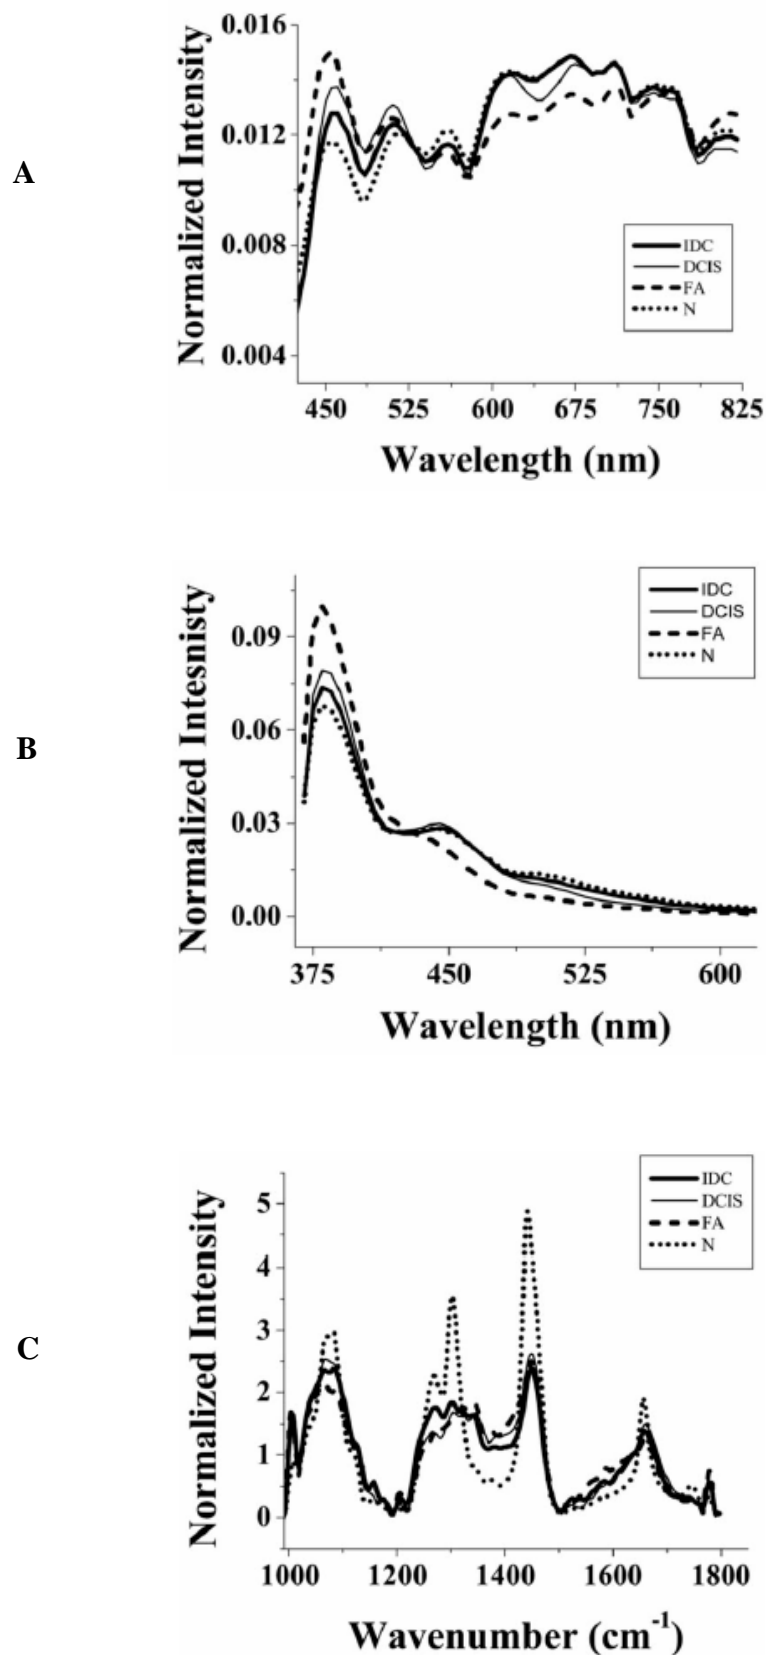 A
Normalized Intensity
0.016
0.012
0.008
0.004
IDC
DCIS
FA
N
450 525 600 675 750 825
Wavelength (nm)
B
Normalized Intesnisty
0.09
0.06
0.03
0.00
IDC
DCIS
FA
N
375 450 525 600
Wavelength (nm)
C
Normalized Intensity
5
4
3
2
1
0
IDC
DCIS
FA
N
1000 1200 1400 1600 1800
Wavenumber (cm⁻¹)